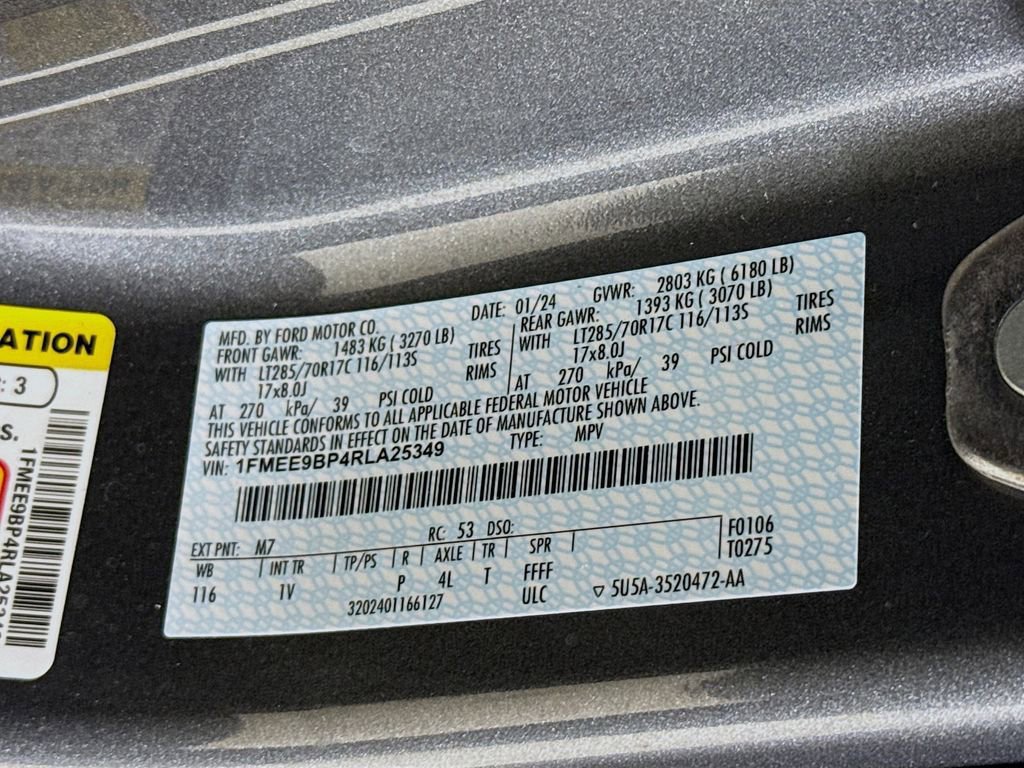 ATION
: 3
S.
1FMEE9BP4RLA25349
MFD. BY FORD MOTOR CO.
DATE: 01/24 GVWR: 2803 KG ( 6180 LB)
FRONT GAWR: 1483 KG ( 3270 LB)
WITH LT285/70R17C 116/113S TIRES
17x8.0J RIMS
AT 270 kPa/ 39 PSI COLD
REAR GAWR: 1393 KG ( 3070 LB)
WITH LT285/70R17C 116/113S TIRES
17x8.0J RIMS
AT 270 kPa/ 39 PSI COLD
THIS VEHICLE CONFORMS TO ALL APPLICABLE FEDERAL MOTOR VEHICLE
SAFETY STANDARDS IN EFFECT ON THE DATE OF MANUFACTURE SHOWN ABOVE.
VIN: 1FMEE9BP4RLA25349 TYPE: MPV
EXT PNT: M7 RC: 53 DSO: F0106
WB INT TR TP/PS R AXLE TR SPR T0275
116 1V P 4L T FFFF
3202401166127 ULC ▽ 5U5A-3520472-AA